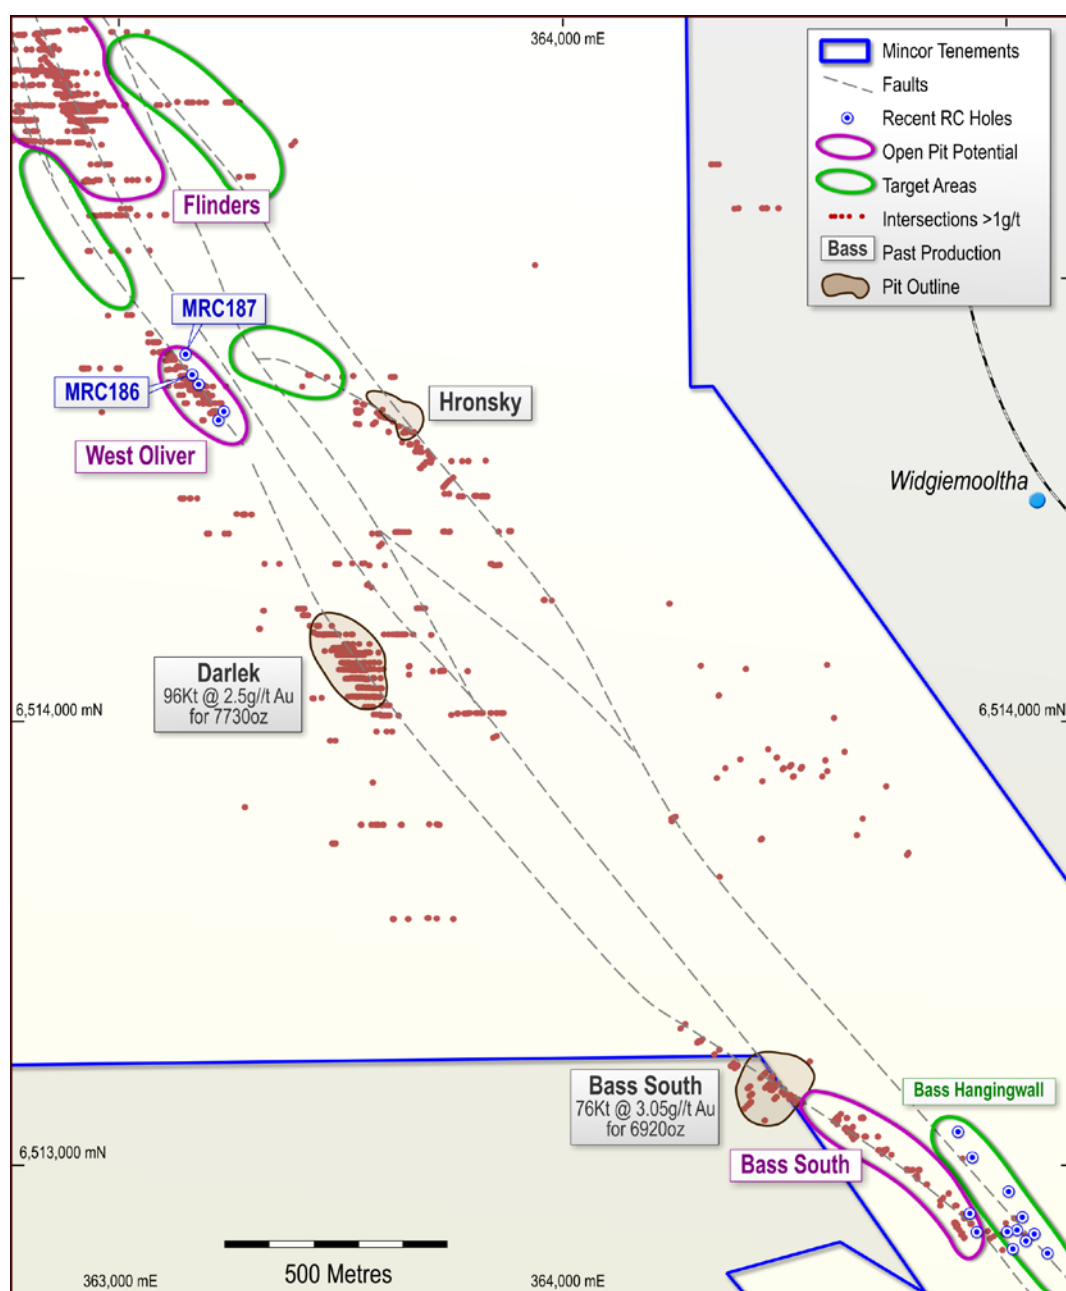 364,000 mE
Mincor Tenements
Faults
Recent RC Holes
Open Pit Potential
Target Areas
Intersections >1g/t
Bass Past Production
Pit Outline
Flinders
MRC187
MRC186
West Oliver
Hronsky
Widgiemooltha
Darlek
96Kt @ 2.5g//t Au
for 7730oz
6,514,000 mN
6,514,000 mN
Bass South
76Kt @ 3.05g//t Au
for 6920oz
Bass Hangingwall
Bass South
6,513,000 mN
500 Metres
363,000 mE
364,000 mE